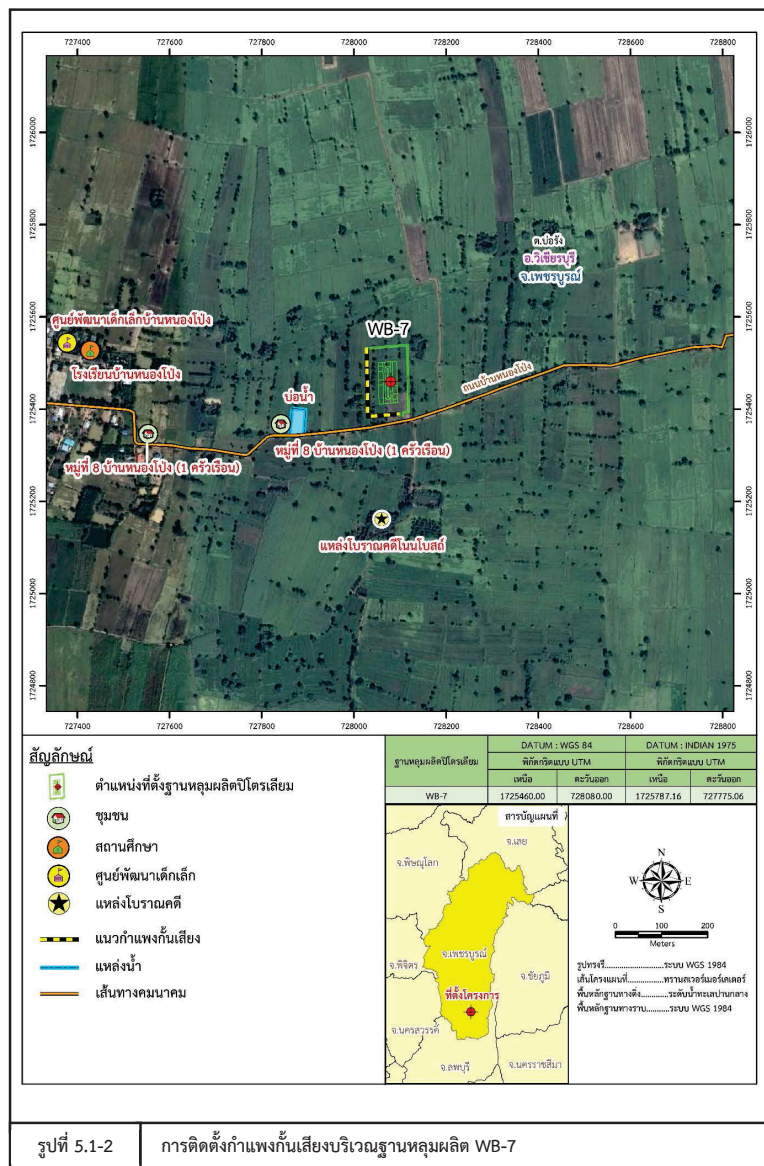 727400 727600 727800 728000 728200 728400 728600 728800
1726000 1726000
1725800 1725800
ต.บ่อรัง
อ.วิเชียรบุรี
จ.เพชรบูรณ์
1725600 1725600
ศูนย์พัฒนาเด็กเล็กบ้านหนองโป่ง
WB-7
โรงเรียนบ้านหนองโป่ง
ถนนบ้านหนองโป่ง
บ่อน้ำ
1725400 1725400
หมู่ที่ 8 บ้านหนองโป่ง (1 ครัวเรือน)
หมู่ที่ 8 บ้านหนองโป่ง (1 ครัวเรือน)
1725200 1725200
แหล่งโบราณคดีโนนโบสถ์
1725000 1725000
1724800 1724800
727400 727600 727800 728000 728200 728400 728600 728800
สัญลักษณ์
ตำแหน่งที่ตั้งฐานหลุมผลิตปิโตรเลียม
ชุมชน
สถานศึกษา
ศูนย์พัฒนาเด็กเล็ก
แหล่งโบราณคดี
แนวกำแพงกั้นเสียง
แหล่งน้ำ
เส้นทางคมนาคม
ฐานหลุมผลิตปิโตรเลียม DATUM : WGS 84 DATUM : INDIAN 1975
พิกัดกริดแบบ UTM พิกัดกริดแบบ UTM
เหนือ ตะวันออก เหนือ ตะวันออก
WB-7 1725460.00 728080.00 1725787.16 727775.06
สารบัญแผนที่
จ.เลย
จ.พิษณุโลก
จ.เพชรบูรณ์
จ.พิจิตร
จ.ชัยภูมิ
ที่ตั้งโครงการ
จ.นครสวรรค์
จ.ลพบุรี
จ.นครราชสีมา
N
W E
S
0 100 200
Meters
รูปทรงรี....................ระบบ WGS 1984
เส้นโครงแผนที่................ทรานสเวอร์เมอร์เคเตอร์
พื้นหลักฐานทางดิ่ง...........ระดับน้ำทะเลปานกลาง
พื้นหลักฐานทางราบ...........ระบบ WGS 1984
รูปที่ 5.1-2 การติดตั้งกำแพงกั้นเสียงบริเวณฐานหลุมผลิต WB-7